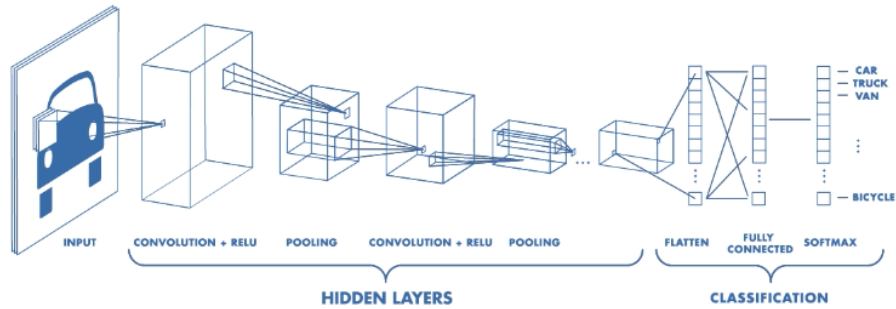 CAR
TRUCK
VAN
BICYCLE
INPUT
CONVOLUTION + RELU
POOLING
CONVOLUTION + RELU
POOLING
FLATTEN
FULLY
CONNECTED
SOFTMAX
HIDDEN LAYERS
CLASSIFICATION